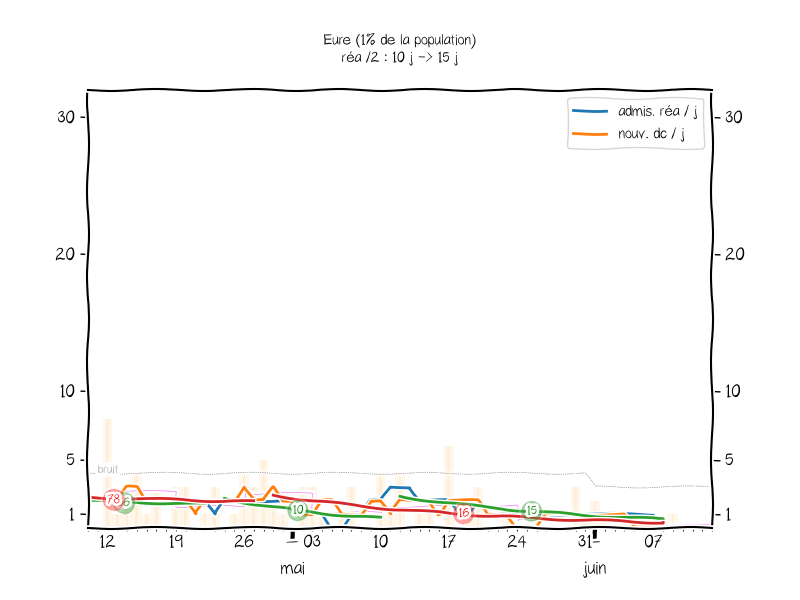 Eure (1% de la population)
réa /2 : 10 j -> 15 j
admis. réa / j
nouv. dc / j
30
30
20
20
10
10
5
5
bruit
78
6
10
16
15
1
1
12 19 26 03 10 17 24 31 07
mai juin